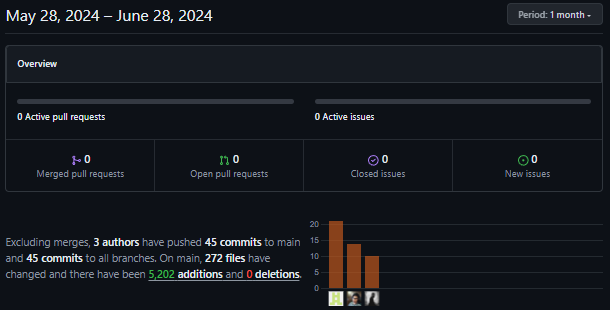 May 28, 2024 – June 28, 2024
Period: 1 month
Overview
0 Active pull requests
0 Active issues
0
Merged pull requests
0
Open pull requests
0
Closed issues
0
New issues
Excluding merges, 3 authors have pushed 45 commits to main
and 45 commits to all branches. On main, 272 files have
changed and there have been 5,202 additions and 0 deletions.
20
15
10
5
0